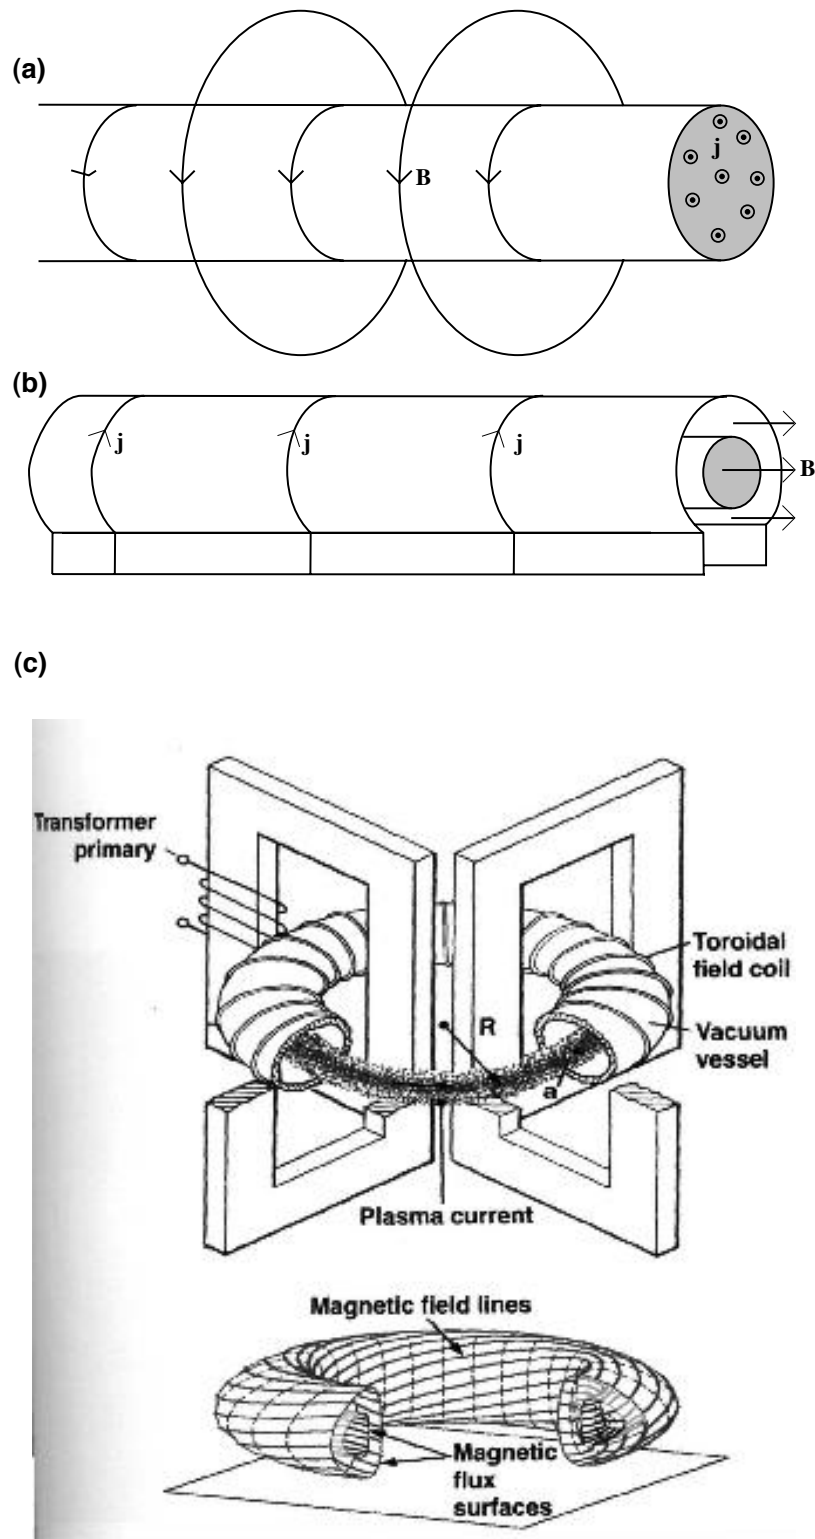 (a)
j
B
(b)
j
j
j
B
(c)
Transformer
primary
Toroidal
field coil
R
Vacuum
vessel
a
Plasma current
Magnetic field lines
Magnetic
flux
surfaces